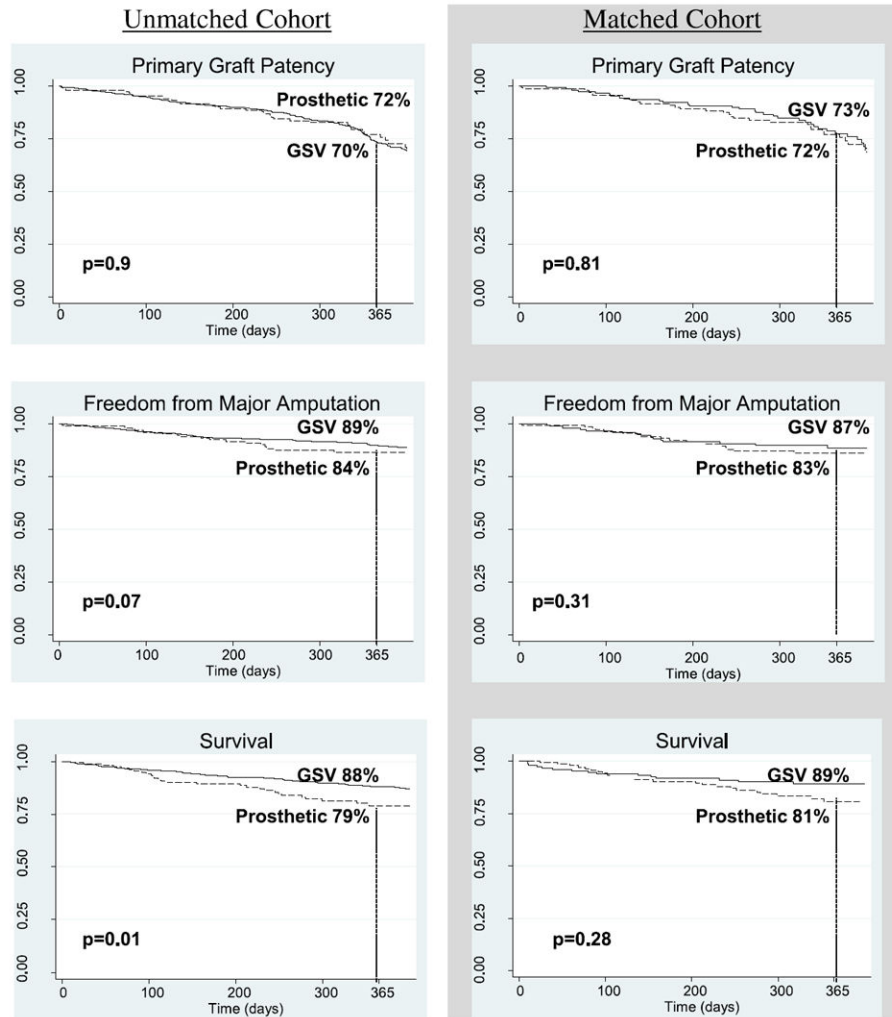 Unmatched Cohort
Matched Cohort
Primary Graft Patency
1.00
0.75
0.50
0.25
0.00
Prosthetic 72%
GSV 70%
p=0.9
0 100 200 300 365
Time (days)
Primary Graft Patency
1.00
0.75
0.50
0.25
0.00
GSV 73%
Prosthetic 72%
p=0.81
0 100 200 300 365
Time (days)
Freedom from Major Amputation
1.00
0.75
0.50
0.25
0.00
GSV 89%
Prosthetic 84%
p=0.07
0 100 200 300 365
Time (days)
Freedom from Major Amputation
1.00
0.75
0.50
0.25
0.00
GSV 87%
Prosthetic 83%
p=0.31
0 100 200 300 365
Time (days)
Survival
1.00
0.75
0.50
0.25
0.00
GSV 88%
Prosthetic 79%
p=0.01
0 100 200 300 365
Time (days)
Survival
1.00
0.75
0.50
0.25
0.00
GSV 89%
Prosthetic 81%
p=0.28
0 100 200 300 365
Time (days)